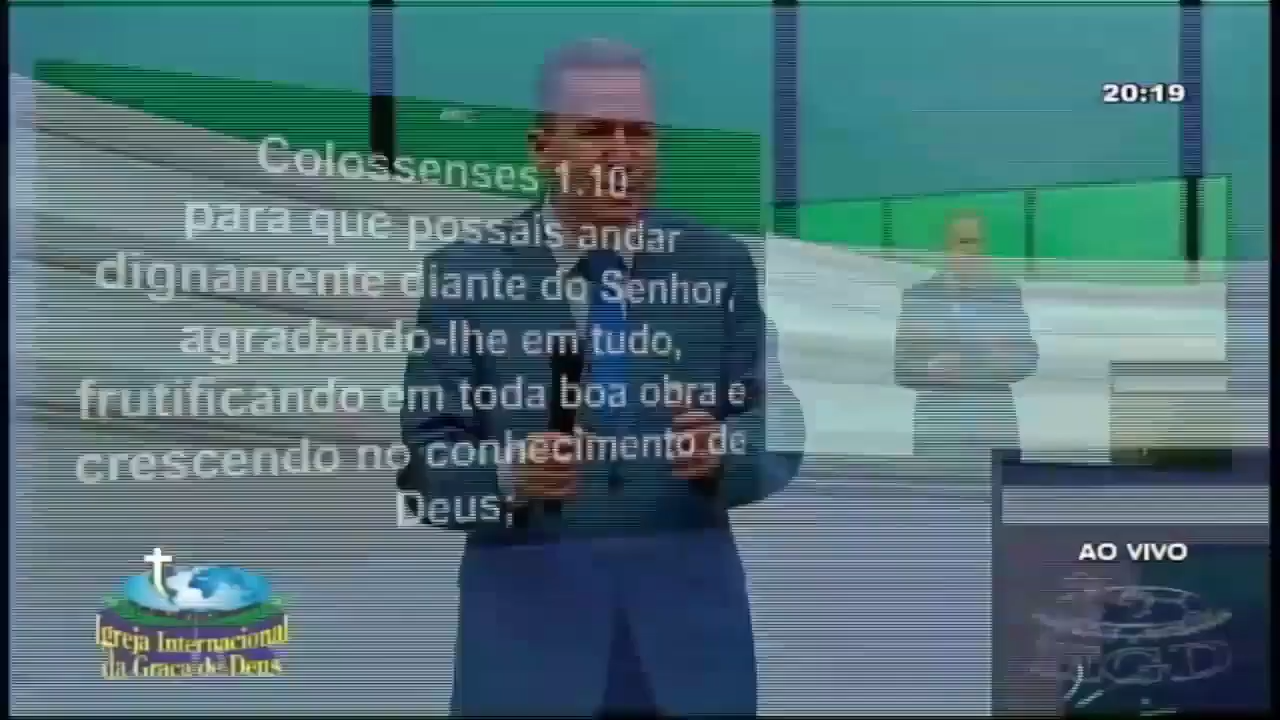 20:19
Colossenses 1.10
para que possais andar
dignamente diante do Senhor,
agradando-lhe em tudo,
frutificando em toda boa obra e
crescendo no conhecimento de
Deus;
AO VIVO
Igreja Internacional
da Graça de Deus